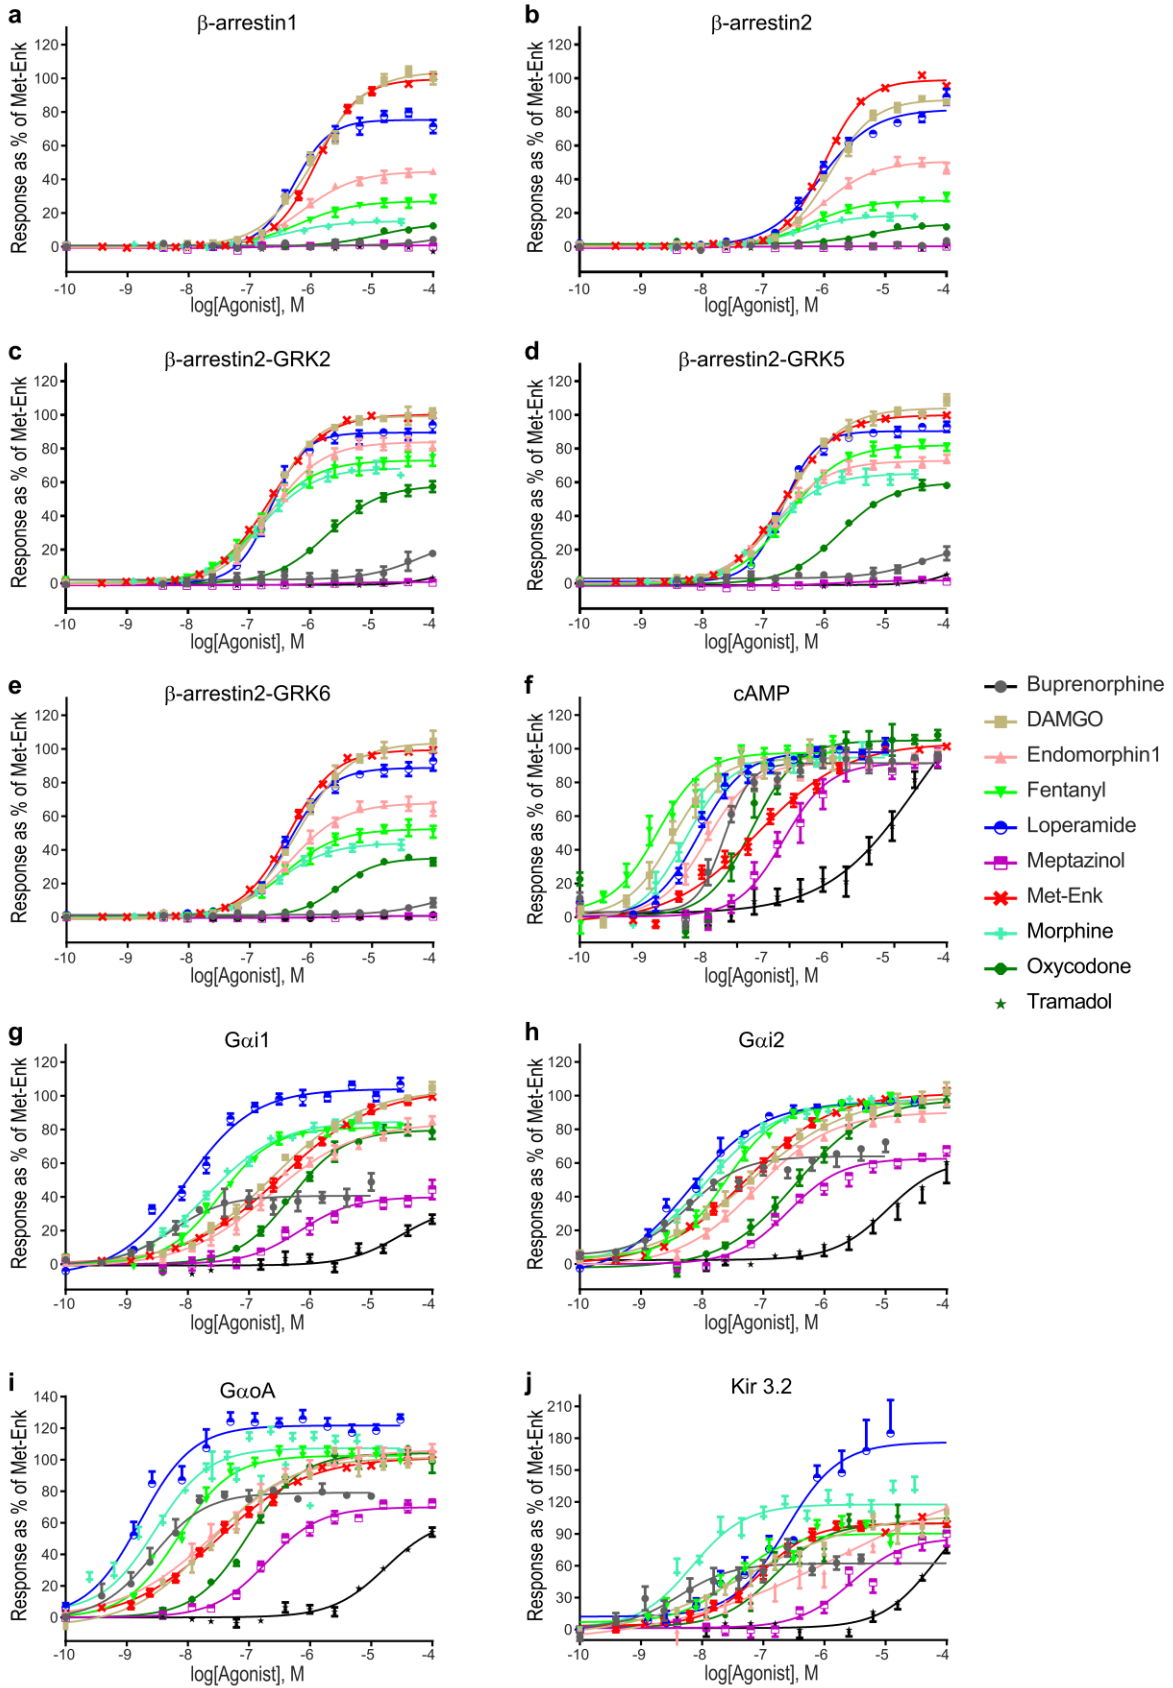 a
β-arrestin1
Response as % of Met-Enk
120
100
80
60
40
20
0
-10 -9 -8 -7 -6 -5 -4
log[Agonist], M
b
β-arrestin2
Response as % of Met-Enk
120
100
80
60
40
20
0
-10 -9 -8 -7 -6 -5 -4
log[Agonist], M
c
β-arrestin2-GRK2
Response as % of Met-Enk
120
100
80
60
40
20
0
-10 -9 -8 -7 -6 -5 -4
log[Agonist], M
d
β-arrestin2-GRK5
Response as % of Met-Enk
120
100
80
60
40
20
0
-10 -9 -8 -7 -6 -5 -4
log[Agonist], M
e
β-arrestin2-GRK6
Response as % of Met-Enk
120
100
80
60
40
20
0
-10 -9 -8 -7 -6 -5 -4
log[Agonist], M
f
cAMP
Response as % of Met-Enk
120
100
80
60
40
20
0
-10 -9 -8 -7 -6 -5 -4
log[Agonist], M
Buprenorphine
DAMGO
Endomorphin1
Fentanyl
Loperamide
Meptazinol
Met-Enk
Morphine
Oxycodone
Tramadol
g
Gαi1
Response as % of Met-Enk
120
100
80
60
40
20
0
-10 -9 -8 -7 -6 -5 -4
log[Agonist], M
h
Gαi2
Response as % of Met-Enk
120
100
80
60
40
20
0
-10 -9 -8 -7 -6 -5 -4
log[Agonist], M
i
GαoA
Response as % of Met-Enk
140
120
100
80
60
40
20
0
-10 -9 -8 -7 -6 -5 -4
log[Agonist], M
j
Kir 3.2
Response as % of Met-Enk
210
180
150
120
90
60
30
0
-10 -9 -8 -7 -6 -5 -4
log[Agonist], M